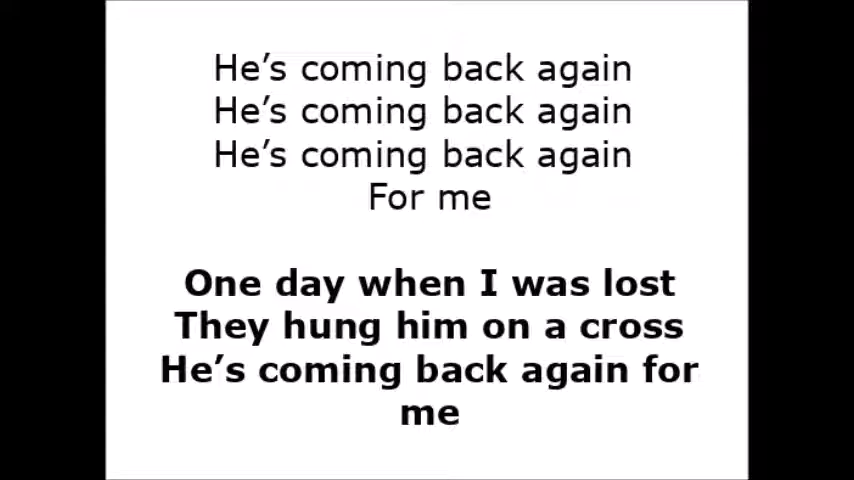 He’s coming back again
He’s coming back again
He’s coming back again
For me
One day when I was lost
They hung him on a cross
He’s coming back again for
me